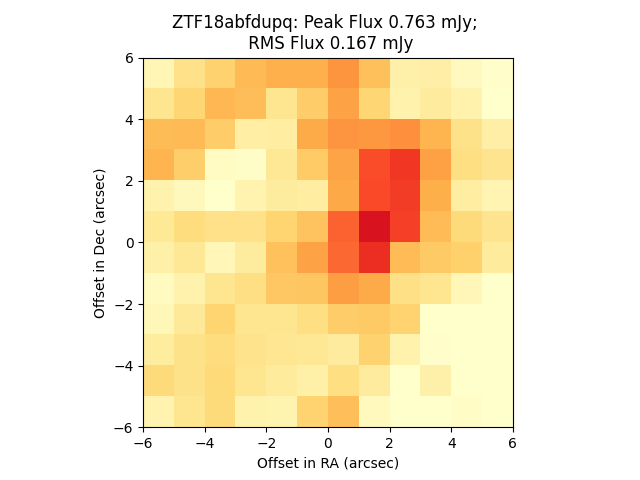 ZTF18abfdupq: Peak Flux 0.763 mJy;
RMS Flux 0.167 mJy
6
4
2
0
−2
−4
−6
Offset in Dec (arcsec)
−6 −4 −2 0 2 4 6
Offset in RA (arcsec)